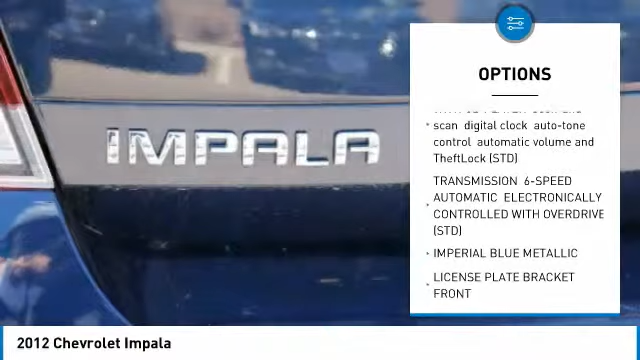 IMPALA
OPTIONS
scan digital clock auto-tone
control automatic volume and
TheftLock (STD)
TRANSMISSION 6-SPEED
AUTOMATIC ELECTRONICALLY
CONTROLLED WITH OVERDRIVE
(STD)
IMPERIAL BLUE METALLIC
LICENSE PLATE BRACKET
FRONT
2012 Chevrolet Impala